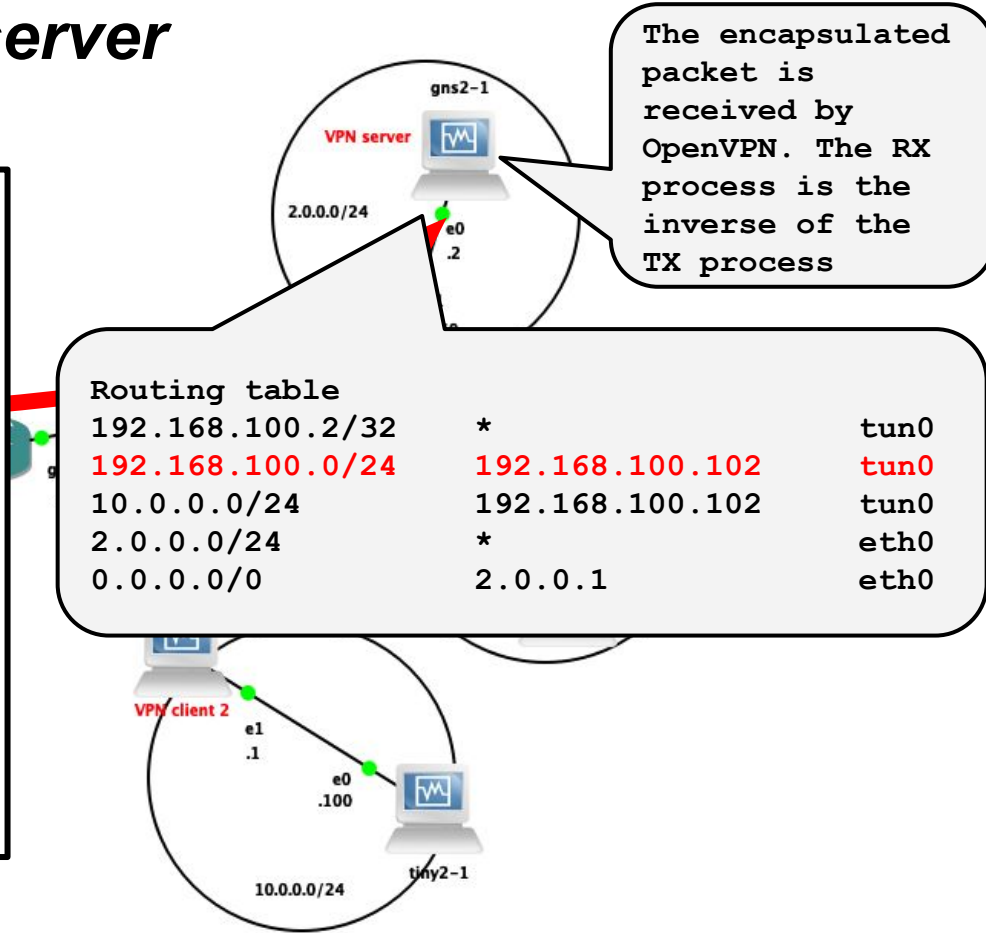 server
The encapsulated
packet is
received by
OpenVPN. The RX
process is the
inverse of the
TX process
gns2-1
VPN server
2.0.0.0/24
e0
.2
Routing table
192.168.100.2/32 * tun0
192.168.100.0/24 192.168.100.102 tun0
10.0.0.0/24 192.168.100.102 tun0
2.0.0.0/24 * eth0
0.0.0.0/0 2.0.0.1 eth0
g
VPN client 2
e1
.1
e0
.100
tiny2-1
10.0.0.0/24